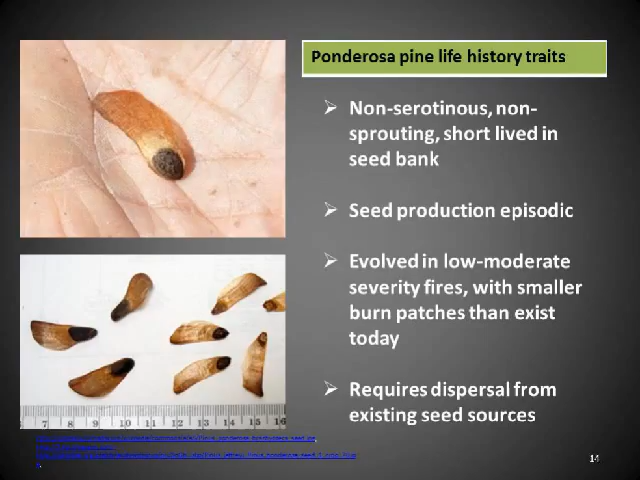 Ponderosa pine life history traits
➢ Non-serotinous, non-
sprouting, short lived in
seed bank
➢ Seed production episodic
➢ Evolved in low-moderate
severity fires, with smaller
burn patches than exist
today
➢ Requires dispersal from
existing seed sources
7 8 9 10 11 12 13 14 15 16
14